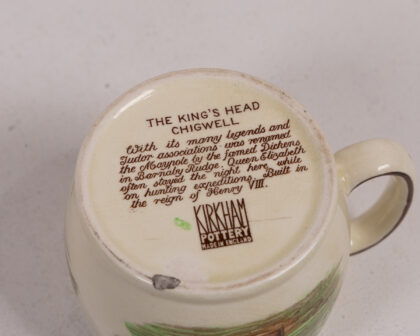 THE KING'S HEAD
CHIGWELL
With its many legends and
Tudor associations was renamed
the Maypole by the famed Dickens
in Barnaby Rudge. Queen Elizabeth
often stayed the night here while
on hunting expeditions. Built in
the reign of Henry VIII.
KIRKHAM
POTTERY
MADE IN ENGLAND